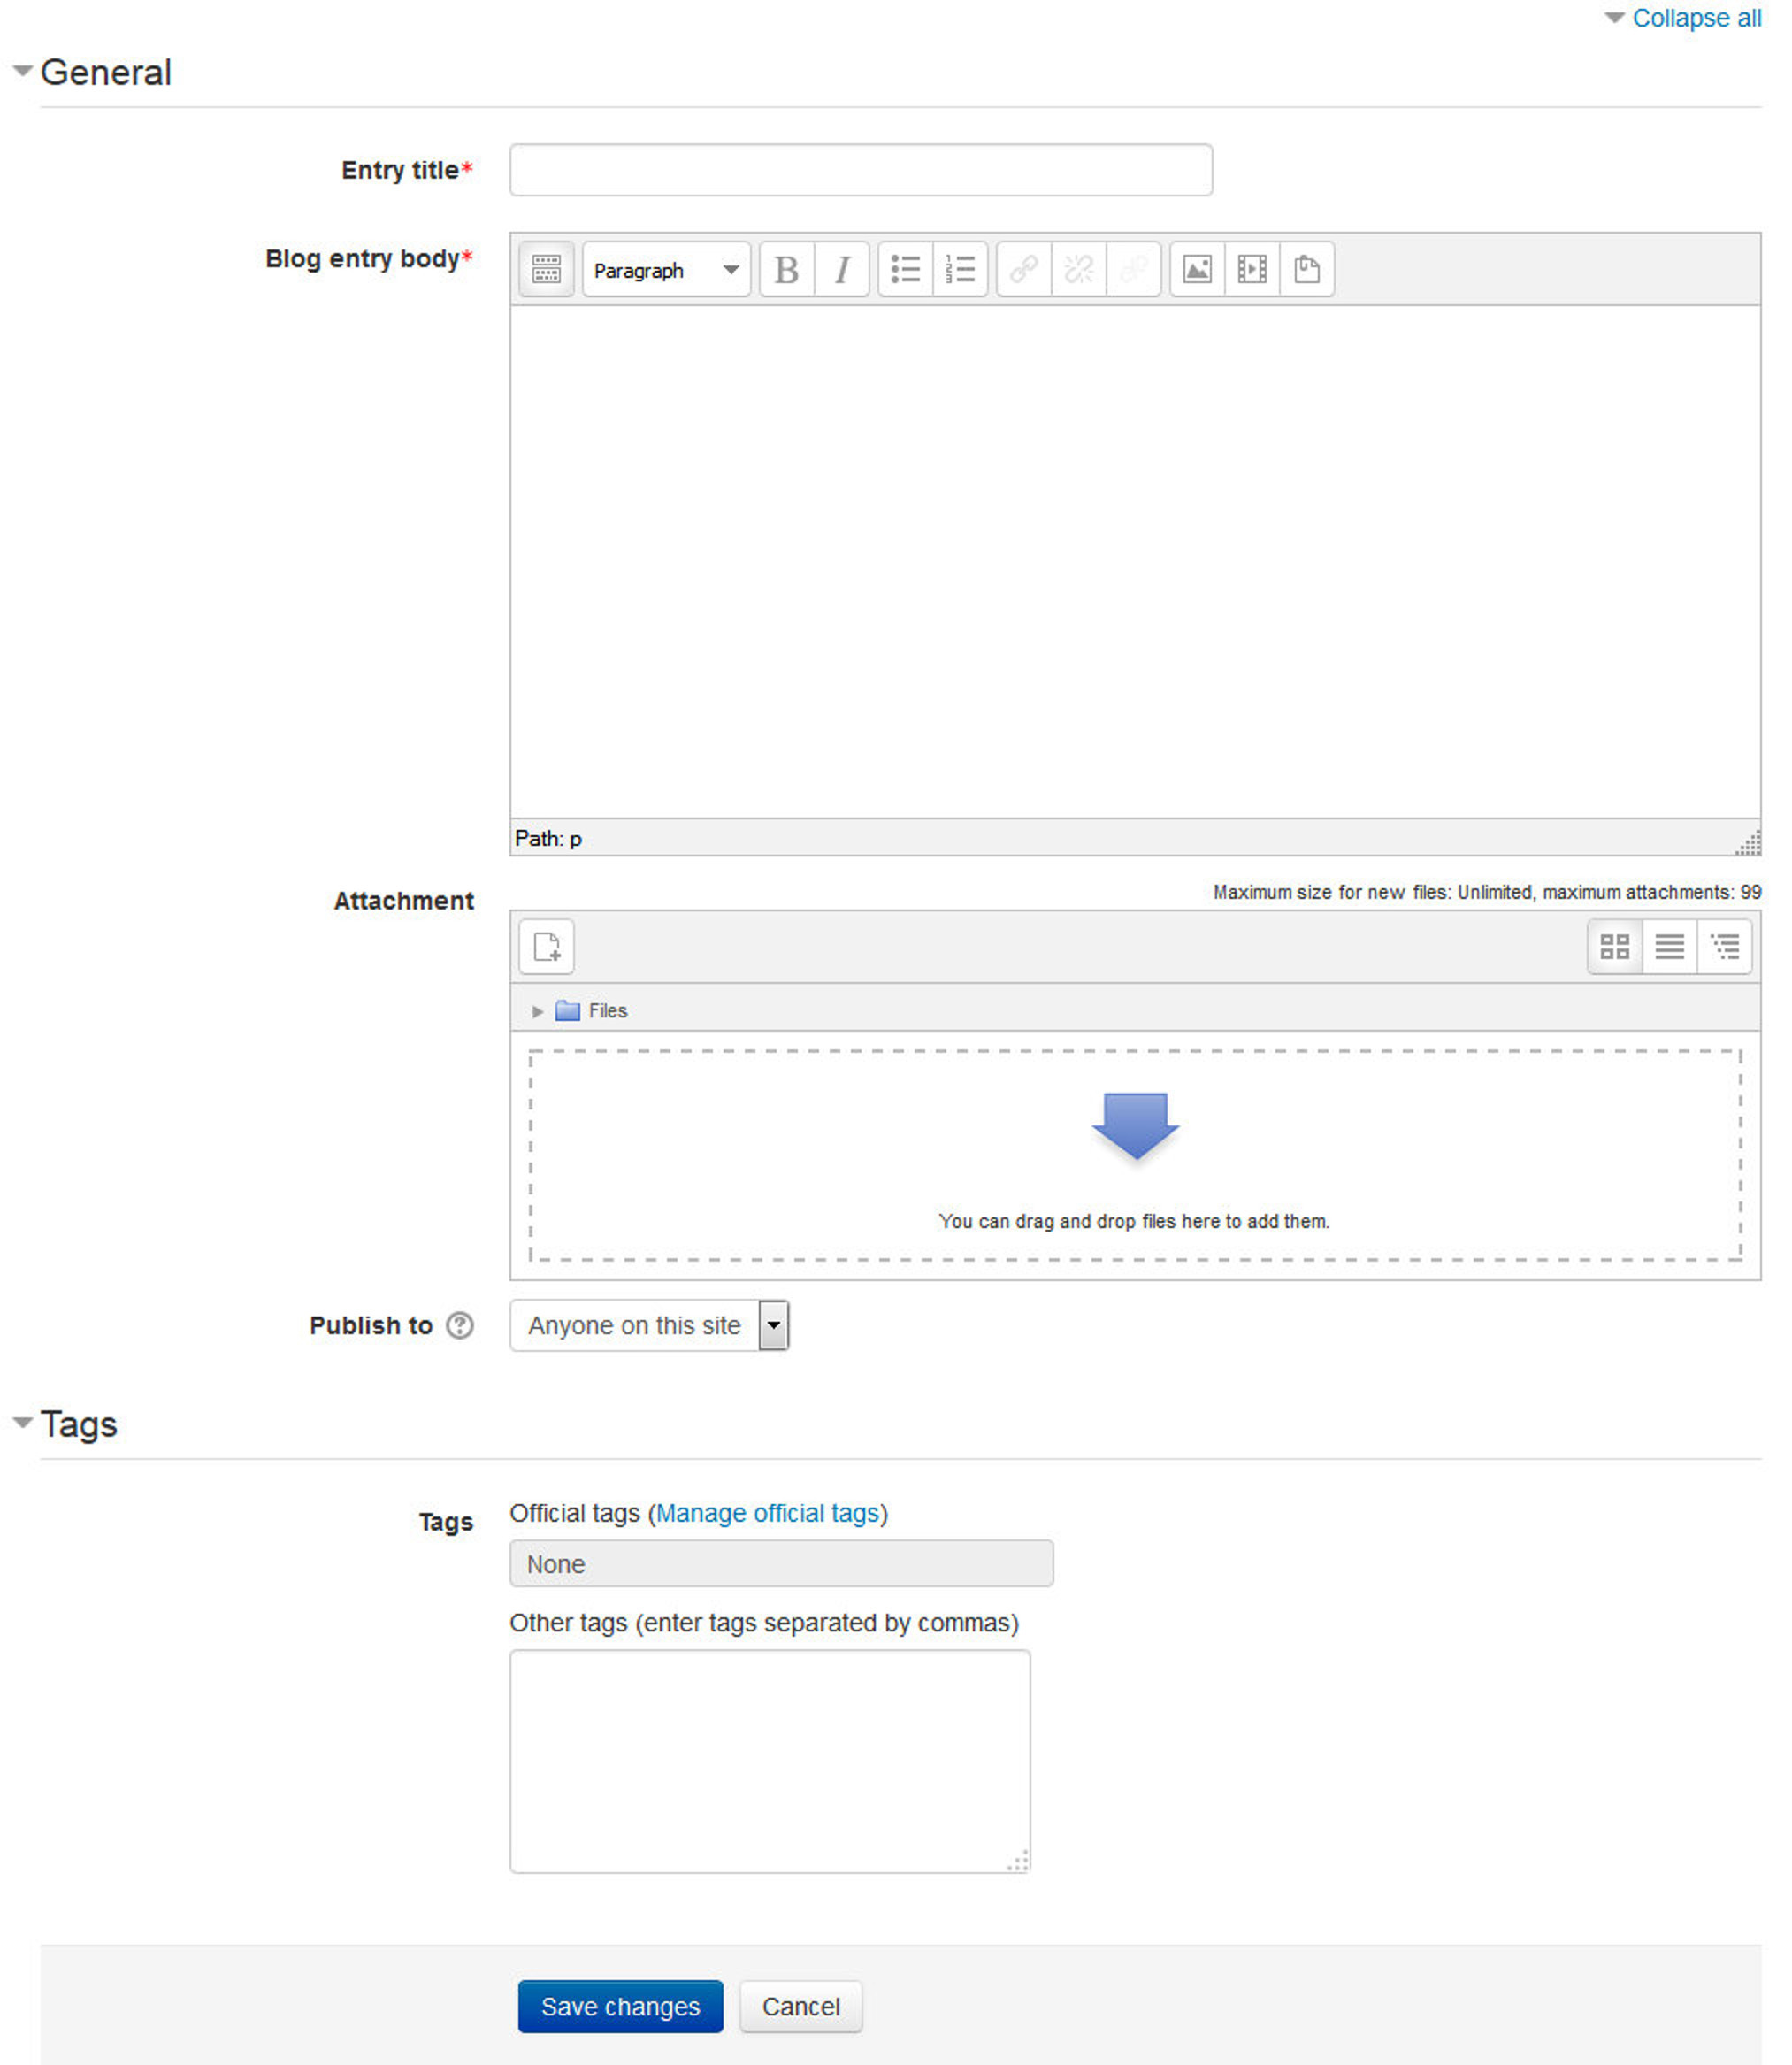 Collapse all
General
Entry title*
Blog entry body*
Paragraph
B I
Path: p
Attachment
Maximum size for new files: Unlimited, maximum attachments: 99
Files
You can drag and drop files here to add them.
Publish to ?
Anyone on this site
Tags
Tags
Official tags (Manage official tags)
None
Other tags (enter tags separated by commas)
Save changes
Cancel